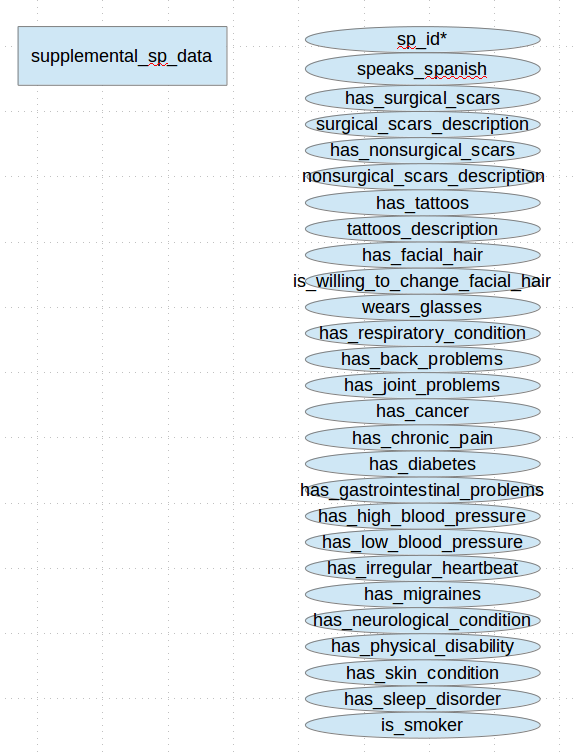 supplemental_sp_data
sp_id*
speaks_spanish
has_surgical_scars
surgical_scars_description
has_nonsurgical_scars
nonsurgical_scars_description
has_tattoos
tattoos_description
has_facial_hair
is_willing_to_change_facial_hair
wears_glasses
has_respiratory_condition
has_back_problems
has_joint_problems
has_cancer
has_chronic_pain
has_diabetes
has_gastrointestinal_problems
has_high_blood_pressure
has_low_blood_pressure
has_irregular_heartbeat
has_migraines
has_neurological_condition
has_physical_disability
has_skin_condition
has_sleep_disorder
is_smoker